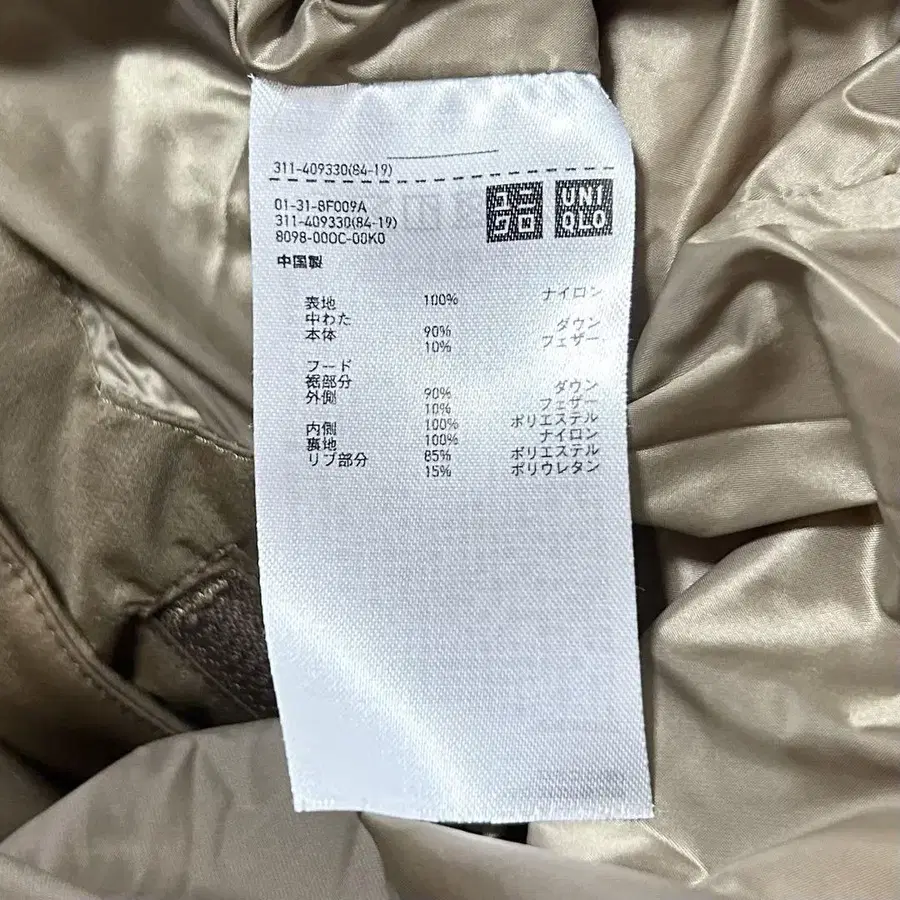 311-409330(84-19)
01-31-8F009A
311-409330(84-19)
8098-000C-00K0
ユニ
クロ
UNI
QLO
中国製
表地 100% ナイロン
中わた
本体 90% ダウン
10% フェザー
フード
裾部分
外側 90% ダウン
10% フェザー
内側 100% ポリエステル
裏地 100% ナイロン
リブ部分 85% ポリエステル
15% ポリウレタン